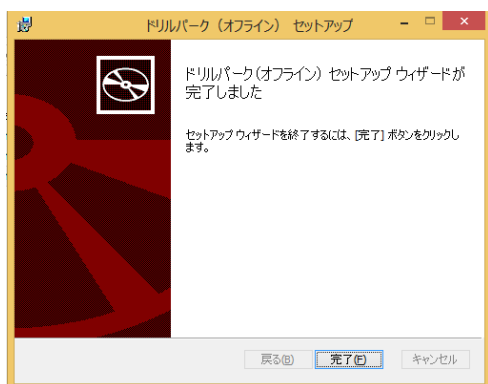 ドリルパーク（オフライン） セットアップ
ドリルパーク(オフライン） セットアップ ウィザードが
完了しました
セットアップ ウィザードを終了するには、[完了] ボタンをクリックし
ます。
戻る(B) 完了(F) キャンセル